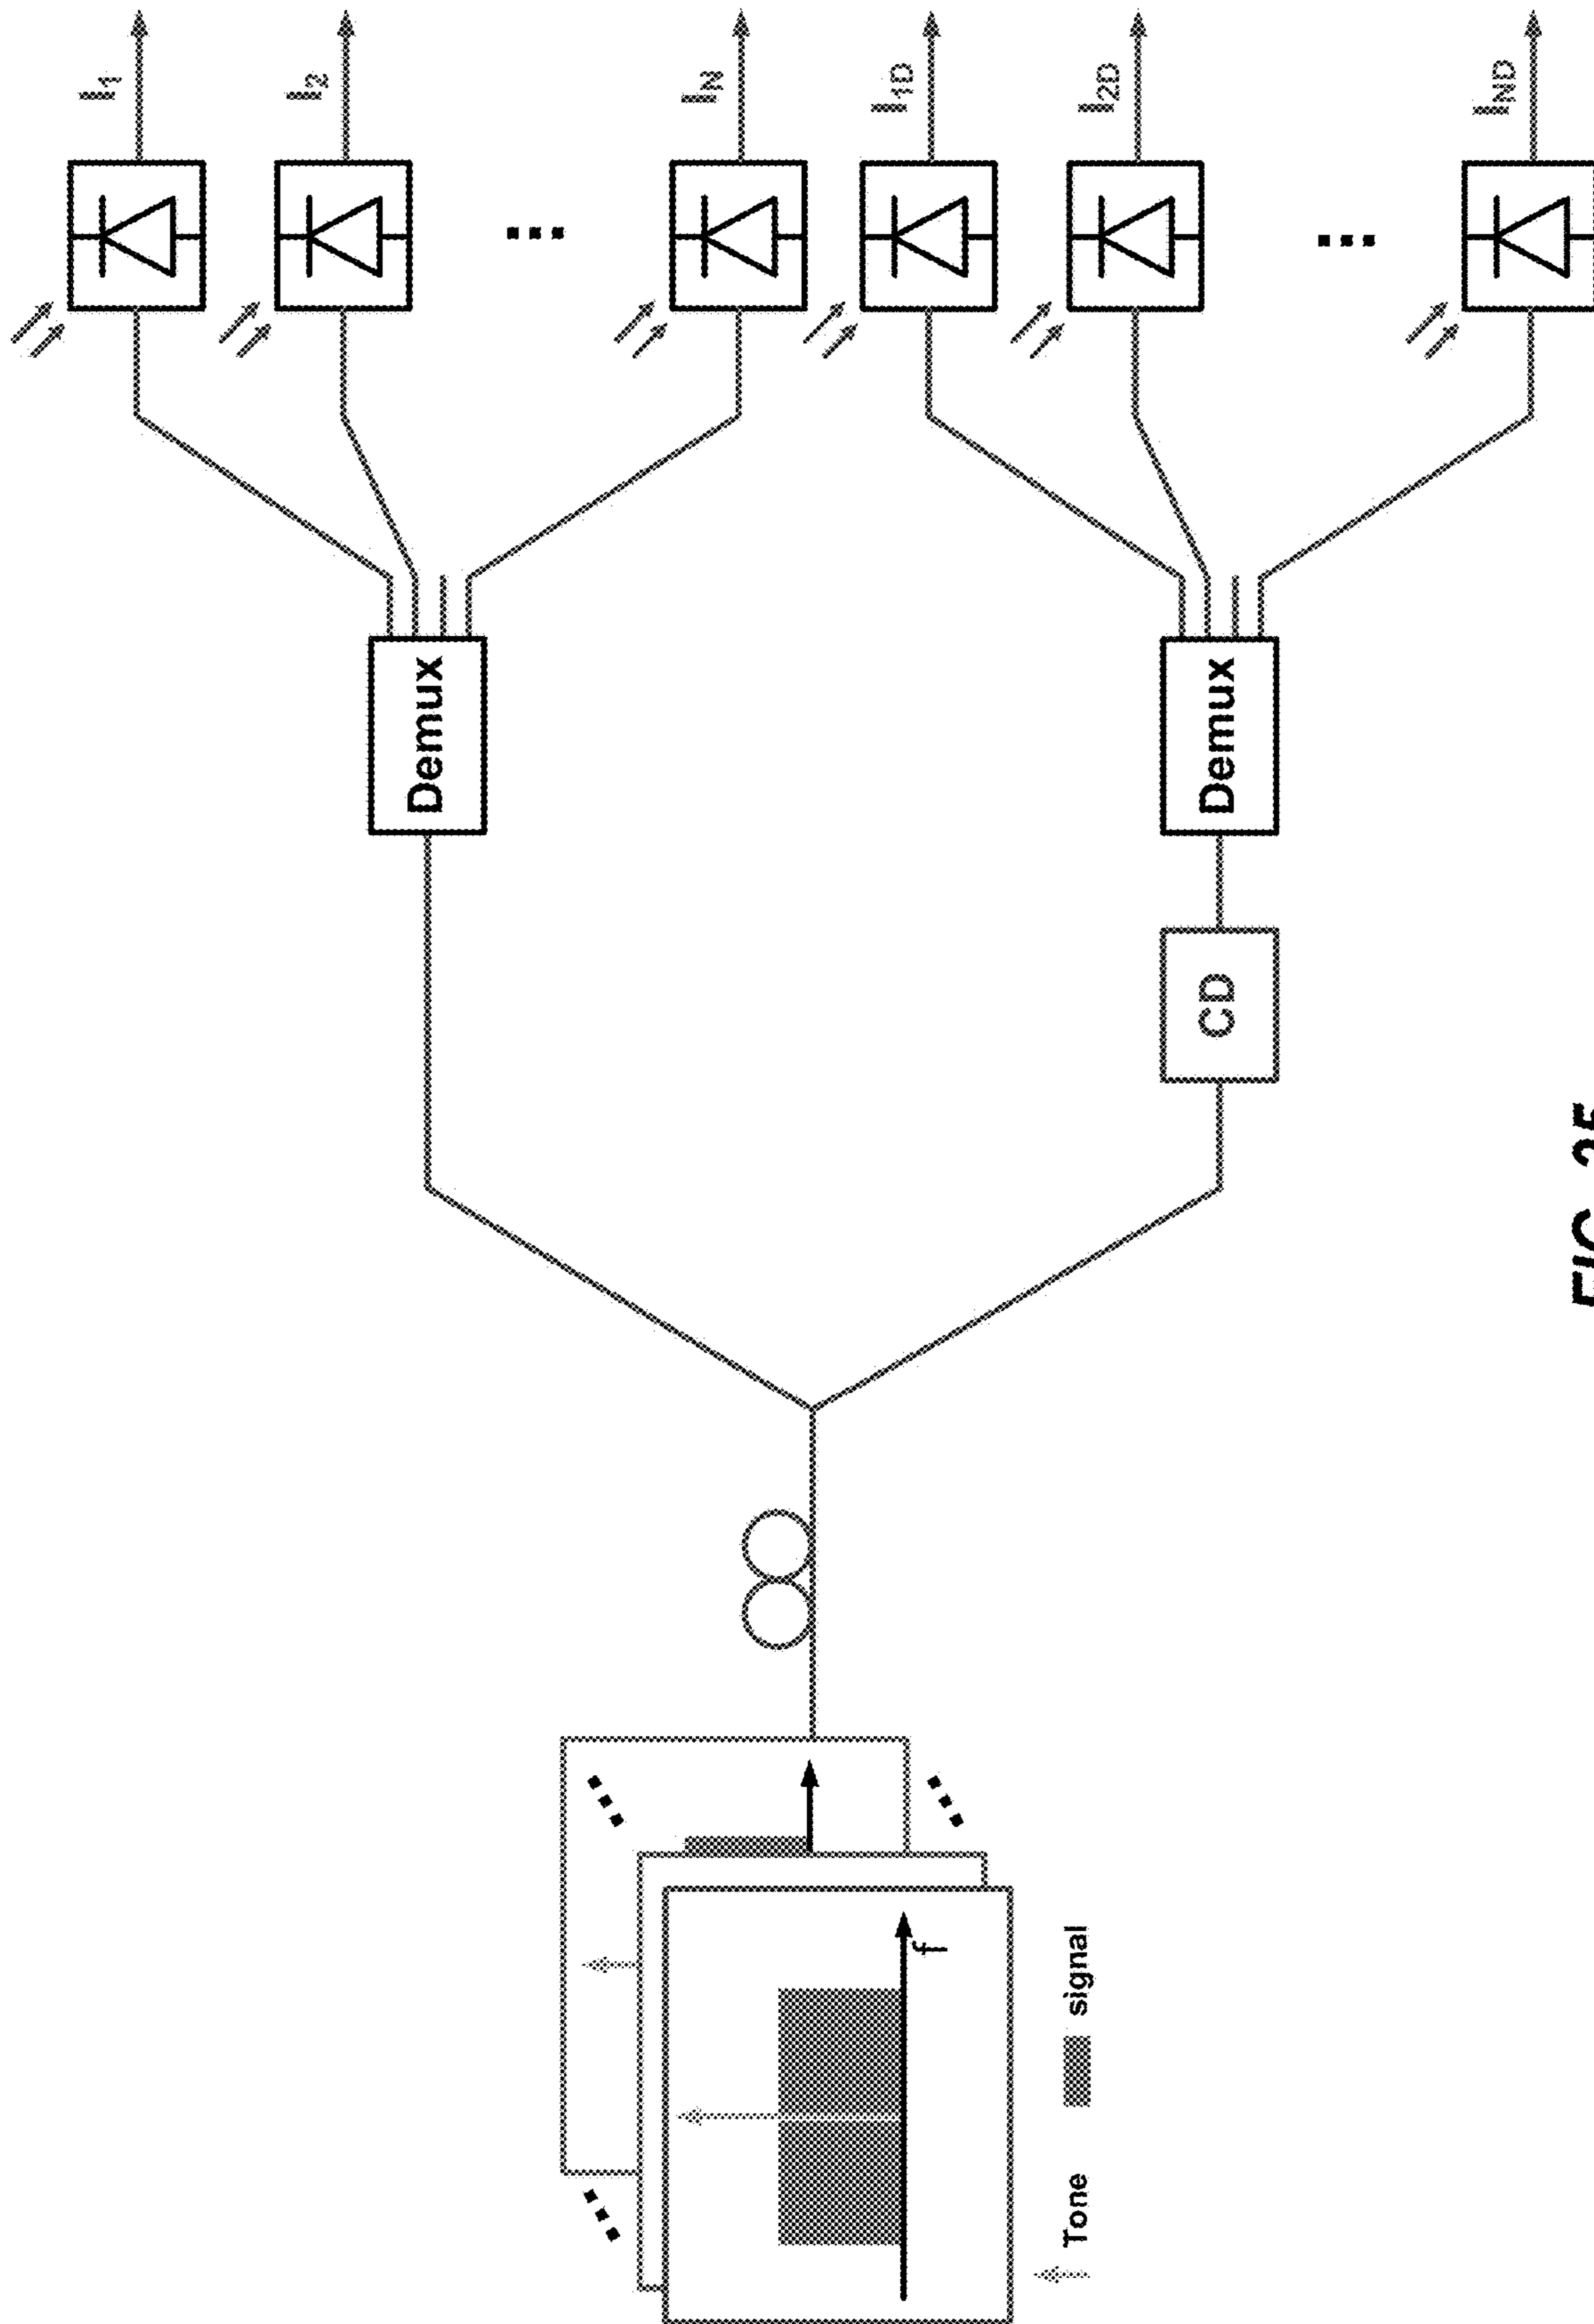 I1
I2
IN
I1D
I2D
IND
Demux
Demux
CD
f
Tone
signal
FIG. 25